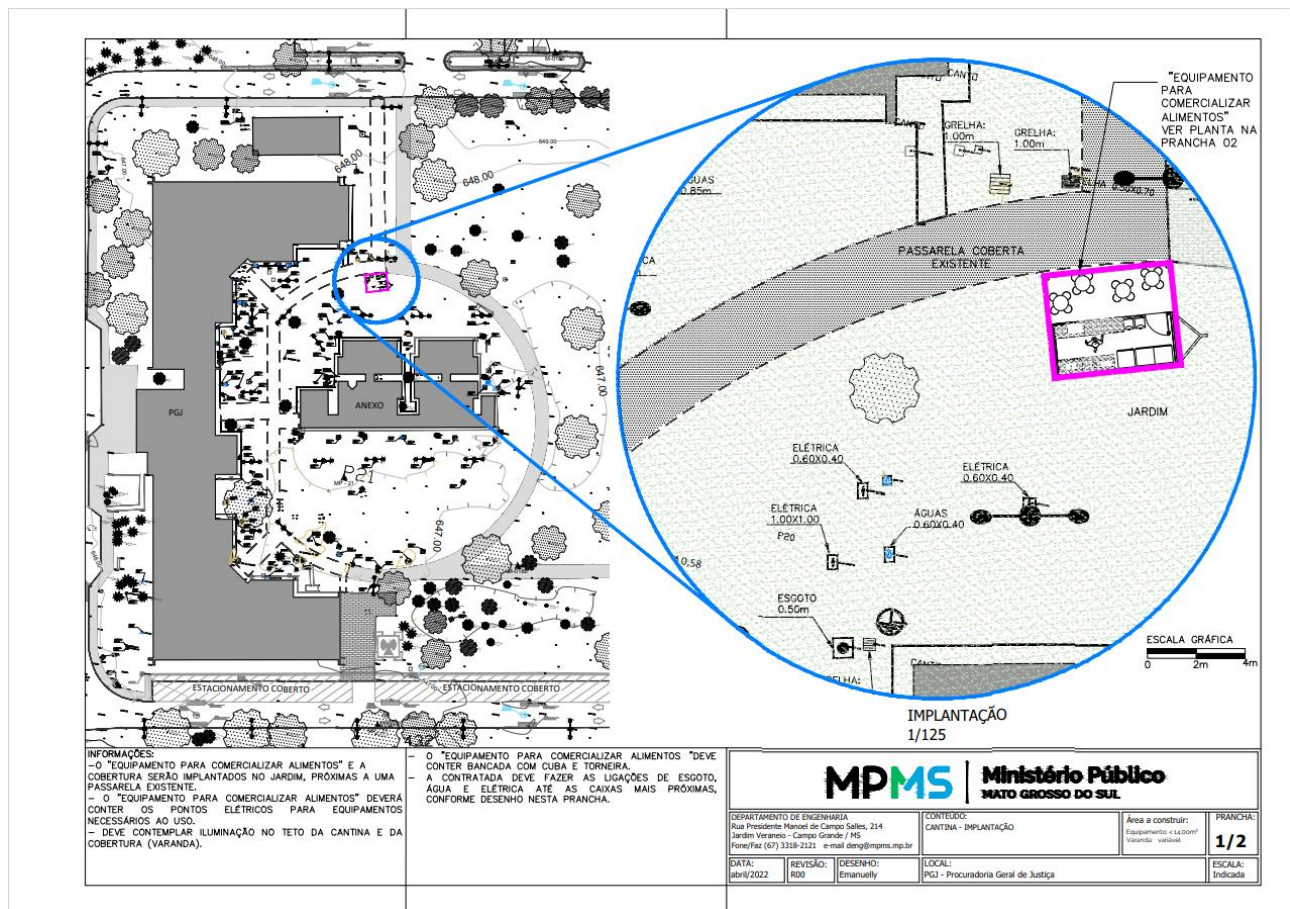 648.00
648.00
649.00
647.00
PGJ
ANEXO
P-21
647.00
ESTACIONAMENTO COBERTO
ESTACIONAMENTO COBERTO
CANTO
"EQUIPAMENTO
PARA
COMERCIALIZAR
ALIMENTOS"
VER PLANTA NA
PRANCHA 02
GRELHA:
1.00m
GRELHA:
1.00m
PASSARELA COBERTA
EXISTENTE
JARDIM
ELÉTRICA
0.60X0.40
ELÉTRICA
0.60X0.40
ELÉTRICA
1.00X1.00
P20
ÁGUAS
0.60X0.40
ESGOTO
0.50m
ESCALA GRÁFICA
0 2m 4m
IMPLANTAÇÃO
1/125
INFORMAÇÕES:
-O "EQUIPAMENTO PARA COMERCIALIZAR ALIMENTOS" E A
COBERTURA SERÃO IMPLANTADOS NO JARDIM, PRÓXIMAS A UMA
PASSARELA EXISTENTE.
- O "EQUIPAMENTO PARA COMERCIALIZAR ALIMENTOS" DEVERÁ
CONTER OS PONTOS ELÉTRICOS PARA EQUIPAMENTOS
NECESSÁRIOS AO USO.
- DEVE CONTEMPLAR ILUMINAÇÃO NO TETO DA CANTINA E DA
COBERTURA (VARANDA).
- O "EQUIPAMENTO PARA COMERCIALIZAR ALIMENTOS "DEVE
CONTER BANCADA COM CUBA E TORNEIRA.
- A CONTRATADA DEVE FAZER AS LIGAÇÕES DE ESGOTO,
ÁGUA E ELÉTRICA ATÉ AS CAIXAS MAIS PRÓXIMAS,
CONFORME DESENHO NESTA PRANCHA.
MPMS
Ministério Público
MATO GROSSO DO SUL
DEPARTAMENTO DE ENGENHARIA
Rua Presidente Manoel de Campo Salles, 214
Jardim Veraneio - Campo Grande / MS
Fone/Faz (67) 3318-2121 e-mail deng@mpms.mp.br
CONTEÚDO:
CANTINA - IMPLANTAÇÃO
Área a construir:
Equipamento < 14.00m²
Varanda: variável
PRANCHA:
1/2
DATA:
abril/2022
REVISÃO:
R00
DESENHO:
Emanuelly
LOCAL:
PGJ - Procuradoria Geral de Justiça
ESCALA:
Indicada